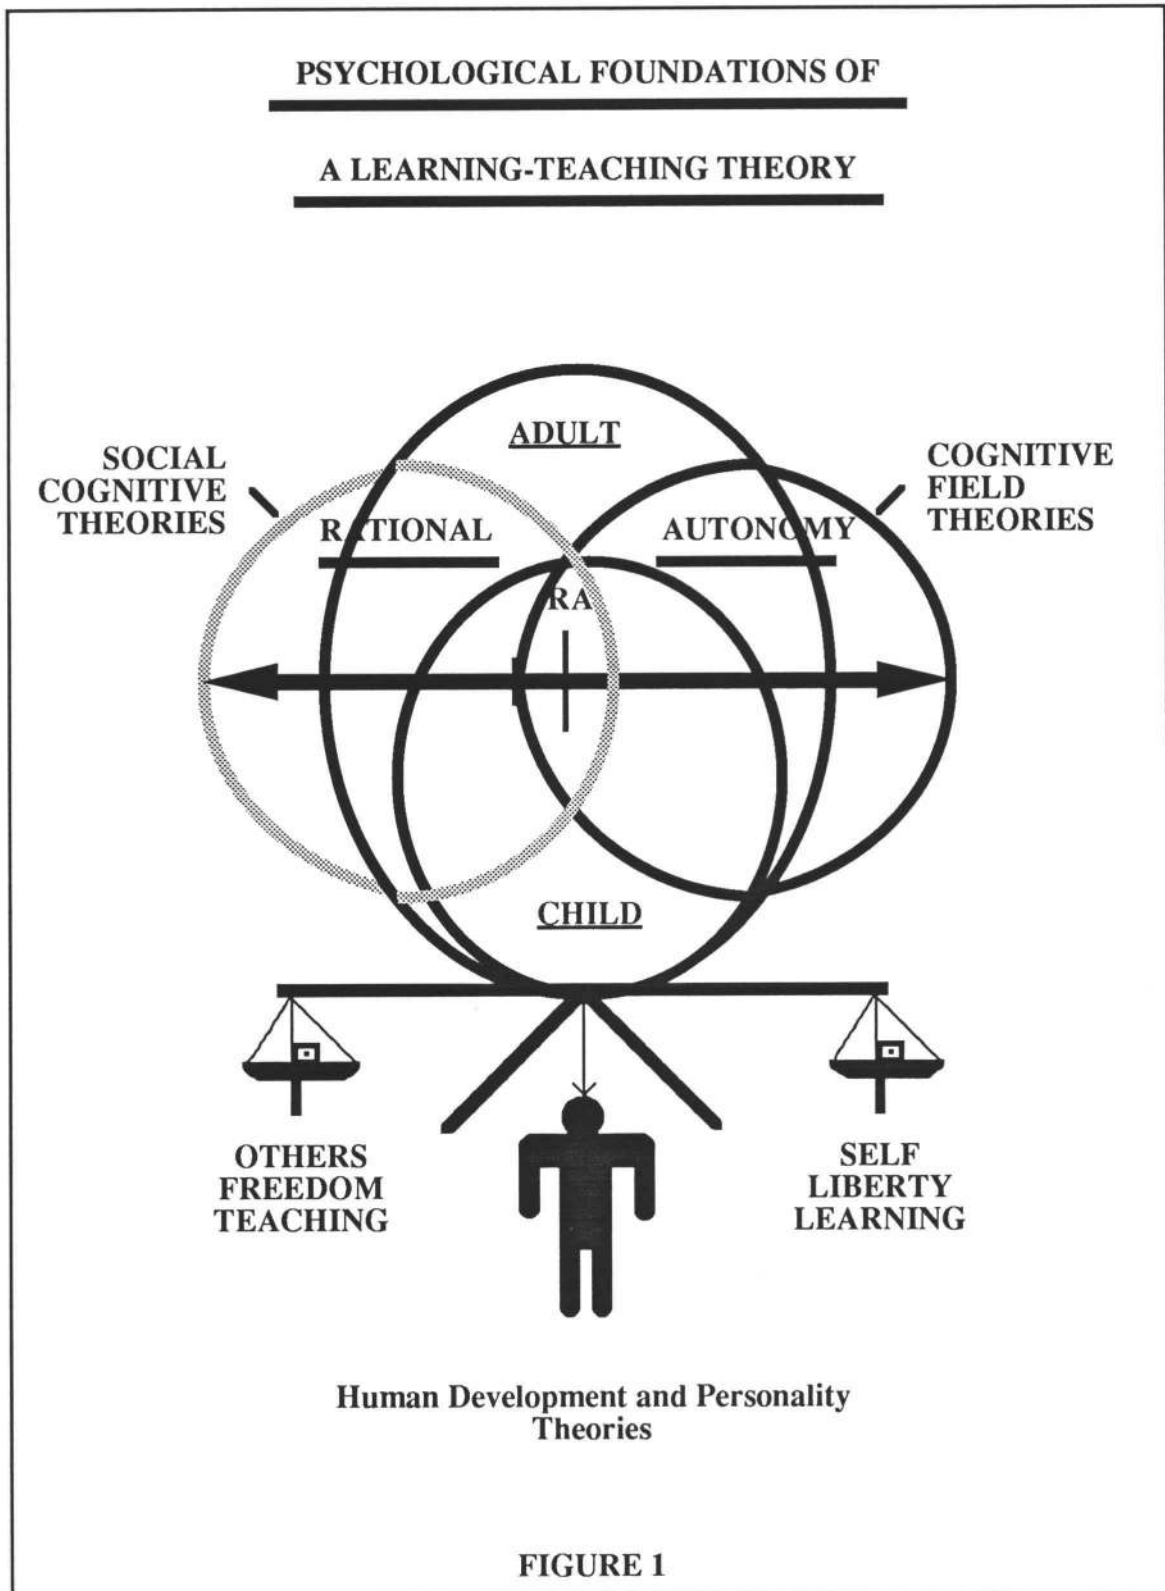 PSYCHOLOGICAL FOUNDATIONS OF
A LEARNING-TEACHING THEORY
ADULT
SOCIAL
COGNITIVE
THEORIES
COGNITIVE
FIELD
THEORIES
RATIONAL
AUTONOMY
RA
CHILD
OTHERS
FREEDOM
TEACHING
SELF
LIBERTY
LEARNING
Human Development and Personality
Theories
FIGURE 1